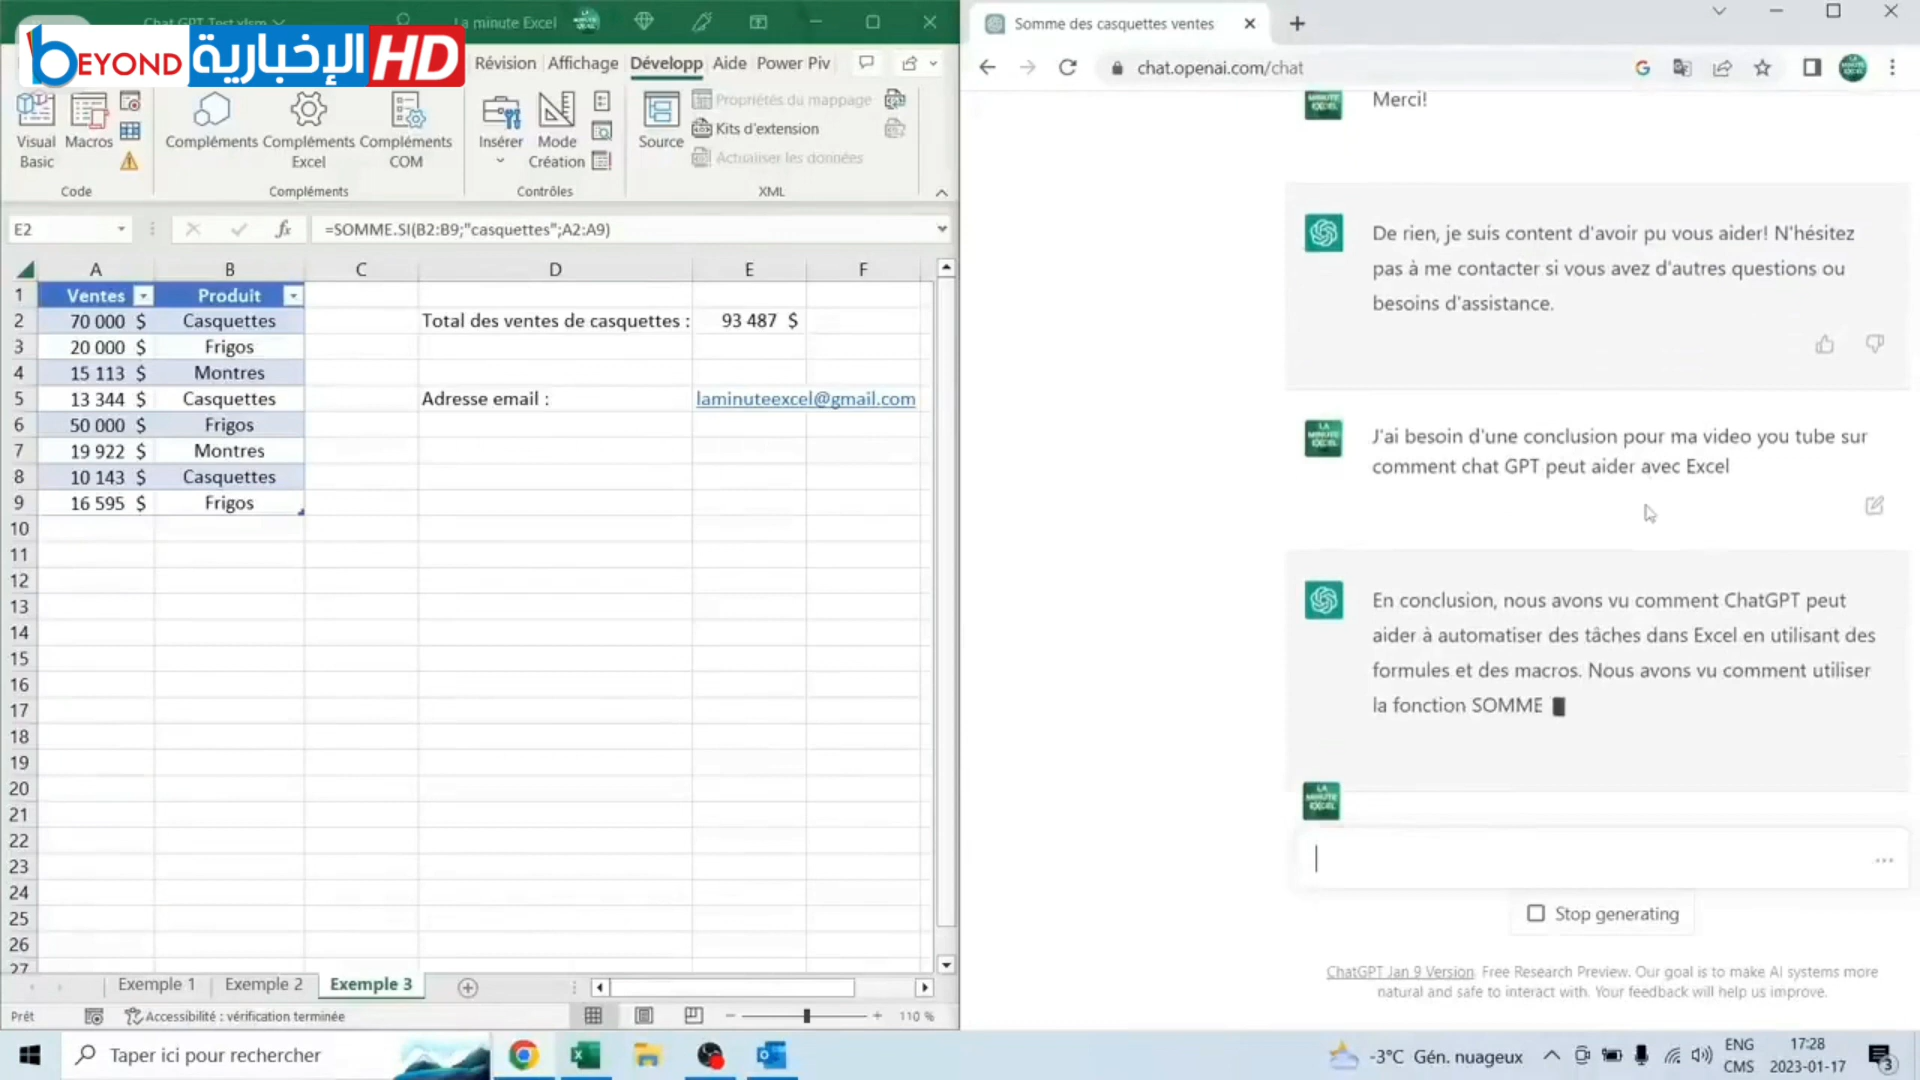 Chat GPT Test.xlsm
La minute Excel
BEYOND الإخبارية HD
Révision Affichage Développ Aide Power Piv
Visual Basic
Macros
Compléments
Compléments Excel
Compléments COM
Insérer
Mode Création
Source
Propriétés du mappage
Kits d'extension
Actualiser les données
Code
Compléments
Contrôles
XML
E2
fx
=SOMME.SI(B2:B9;"casquettes";A2:A9)
A B C D E F
1 Ventes Produit
2 70 000 $ Casquettes Total des ventes de casquettes : 93 487 $
3 20 000 $ Frigos
4 15 113 $ Montres
5 13 344 $ Casquettes Adresse email : laminuteexcel@gmail.com
6 50 000 $ Frigos
7 19 922 $ Montres
8 10 143 $ Casquettes
9 16 595 $ Frigos
10
11
12
13
14
15
16
17
18
19
20
21
22
23
24
25
26
27
Exemple 1 Exemple 2 Exemple 3
Prêt
Accessibilité : vérification terminée
110 %
Somme des casquettes ventes
chat.openai.com/chat
MINUTE EXCEL
Merci!
De rien, je suis content d'avoir pu vous aider! N'hésitez
pas à me contacter si vous avez d'autres questions ou
besoins d'assistance.
LA MINUTE EXCEL
J'ai besoin d'une conclusion pour ma video you tube sur
comment chat GPT peut aider avec Excel
En conclusion, nous avons vu comment ChatGPT peut
aider à automatiser des tâches dans Excel en utilisant des
formules et des macros. Nous avons vu comment utiliser
la fonction SOMME
LA MINUTE EXCEL
Stop generating
ChatGPT Jan 9 Version. Free Research Preview. Our goal is to make AI systems more
natural and safe to interact with. Your feedback will help us improve.
Taper ici pour rechercher
-3°C Gén. nuageux
ENG
CMS
17:28
2023-01-17
3